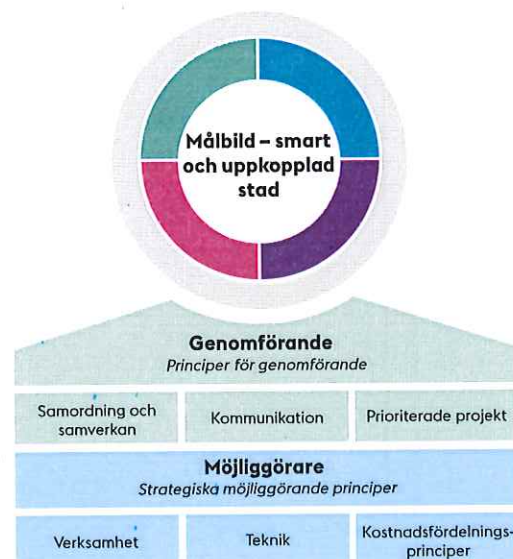 Målbild – smart
och uppkopplad
stad
Genomförande
Principer för genomförande
Samordning och
samverkan
Kommunikation
Prioriterade projekt
Möjliggörare
Strategiska möjliggörande principer
Verksamhet
Teknik
Kostnadsfördelnings-
principer